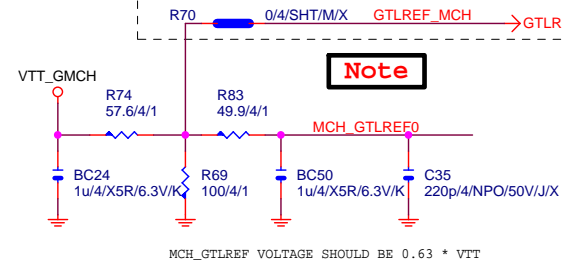 R70
0/4/SHT/M/X
GTLREF_MCH
GTLR
Note
VTT_GMCH
R74
57.6/4/1
R83
49.9/4/1
MCH_GTLREF0
BC24
1u/4/X5R/6.3V/K
R69
100/4/1
BC50
1u/4/X5R/6.3V/K
C35
220p/4/NPO/50V/J/X
MCH_GTLREF VOLTAGE SHOULD BE 0.63 * VTT